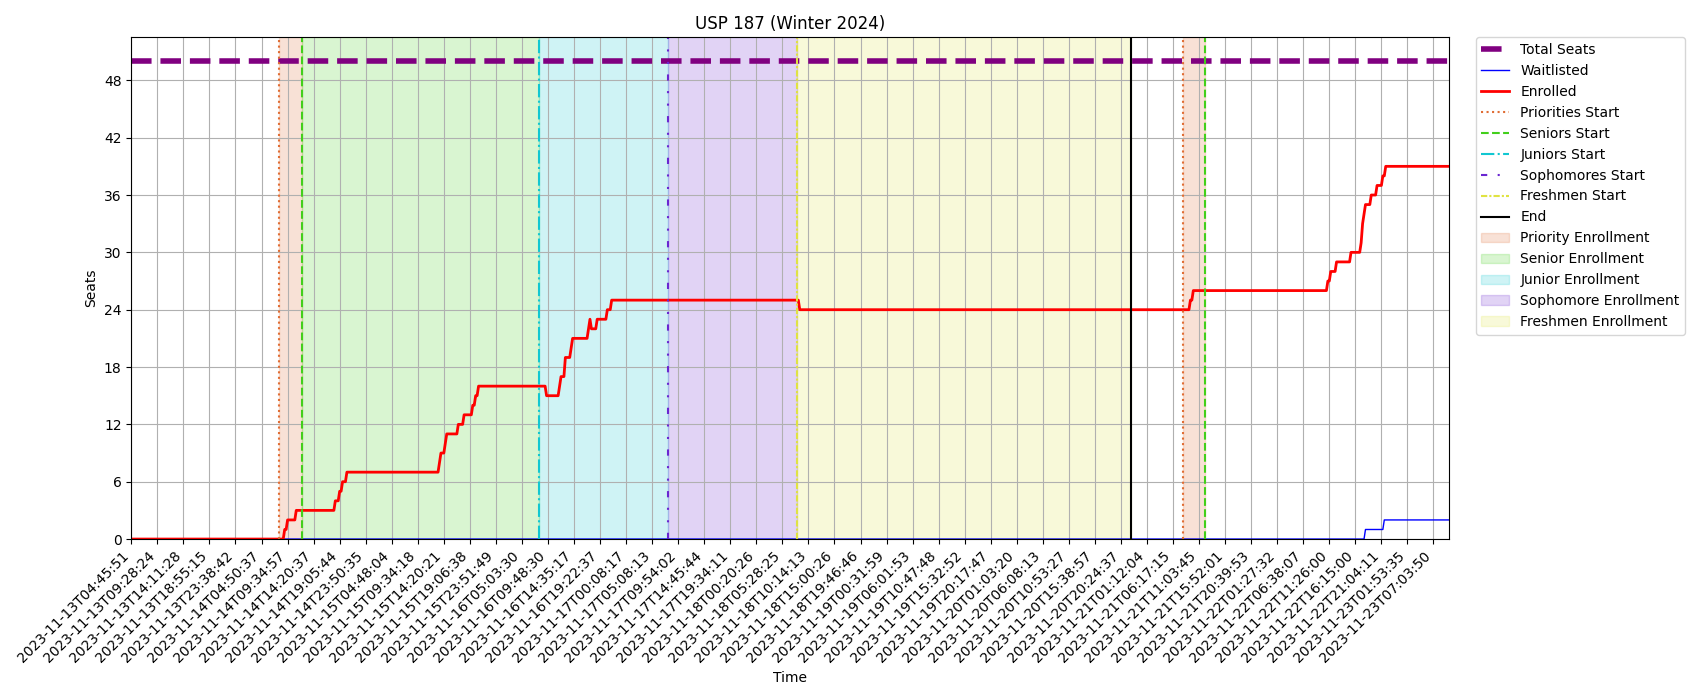 USP 187 (Winter 2024)
Seats
48
42
36
30
24
18
12
6
0
2023-11-13T04:45:51
2023-11-13T09:28:24
2023-11-13T14:11:28
2023-11-13T18:55:15
2023-11-13T23:38:42
2023-11-14T04:50:37
2023-11-14T09:34:57
2023-11-14T14:20:37
2023-11-14T19:05:44
2023-11-14T23:50:35
2023-11-15T04:48:04
2023-11-15T09:34:18
2023-11-15T14:20:21
2023-11-15T19:06:38
2023-11-15T23:51:49
2023-11-16T05:03:30
2023-11-16T09:48:30
2023-11-16T14:35:17
2023-11-16T19:22:37
2023-11-17T00:08:17
2023-11-17T05:08:13
2023-11-17T09:54:02
2023-11-17T14:45:44
2023-11-17T19:34:11
2023-11-18T00:20:26
2023-11-18T05:28:25
2023-11-18T10:14:13
2023-11-18T15:00:26
2023-11-18T19:46:46
2023-11-19T00:31:59
2023-11-19T06:01:53
2023-11-19T10:47:48
2023-11-19T15:32:52
2023-11-19T20:17:47
2023-11-20T01:03:20
2023-11-20T06:08:13
2023-11-20T10:53:27
2023-11-20T15:38:57
2023-11-20T20:24:37
2023-11-21T01:12:04
2023-11-21T06:17:15
2023-11-21T11:03:45
2023-11-21T15:52:01
2023-11-21T20:39:53
2023-11-22T01:27:32
2023-11-22T06:38:07
2023-11-22T11:26:00
2023-11-22T16:15:00
2023-11-22T21:04:11
2023-11-23T01:53:35
2023-11-23T07:03:50
Time
Total Seats
Waitlisted
Enrolled
Priorities Start
Seniors Start
Juniors Start
Sophomores Start
Freshmen Start
End
Priority Enrollment
Senior Enrollment
Junior Enrollment
Sophomore Enrollment
Freshmen Enrollment